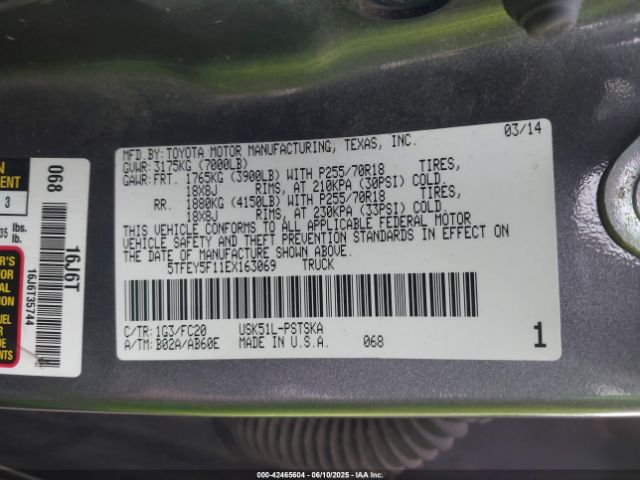 MFD.BY: TOYOTA MOTOR MANUFACTURING, TEXAS, INC. 03/14
GVWR: 3175KG (7000LB)
GAWR: FRT. 1765KG (3900LB) WITH P255/70R18 TIRES,
18X8J RIMS, AT 210KPA (30PSI) COLD.
RR. 1880KG (4150LB) WITH P255/70R18 TIRES,
18X8J RIMS, AT 230KPA (33PSI) COLD.
THIS VEHICLE CONFORMS TO ALL APPLICABLE FEDERAL MOTOR
VEHICLE SAFETY AND THEFT PREVENTION STANDARDS IN EFFECT ON
THE DATE OF MANUFACTURE SHOWN ABOVE.
5TFEY5F11EX163069 TRUCK
C/TR: 1G3/FC20 USK51L-PSTSKA
A/TM: B02A/AB60E MADE IN U.S.A. 068
1
068
16J6T
16J6T35744
3
lbs.
lb.
000-42465604 - 06/10/2025 - IAAI.COM